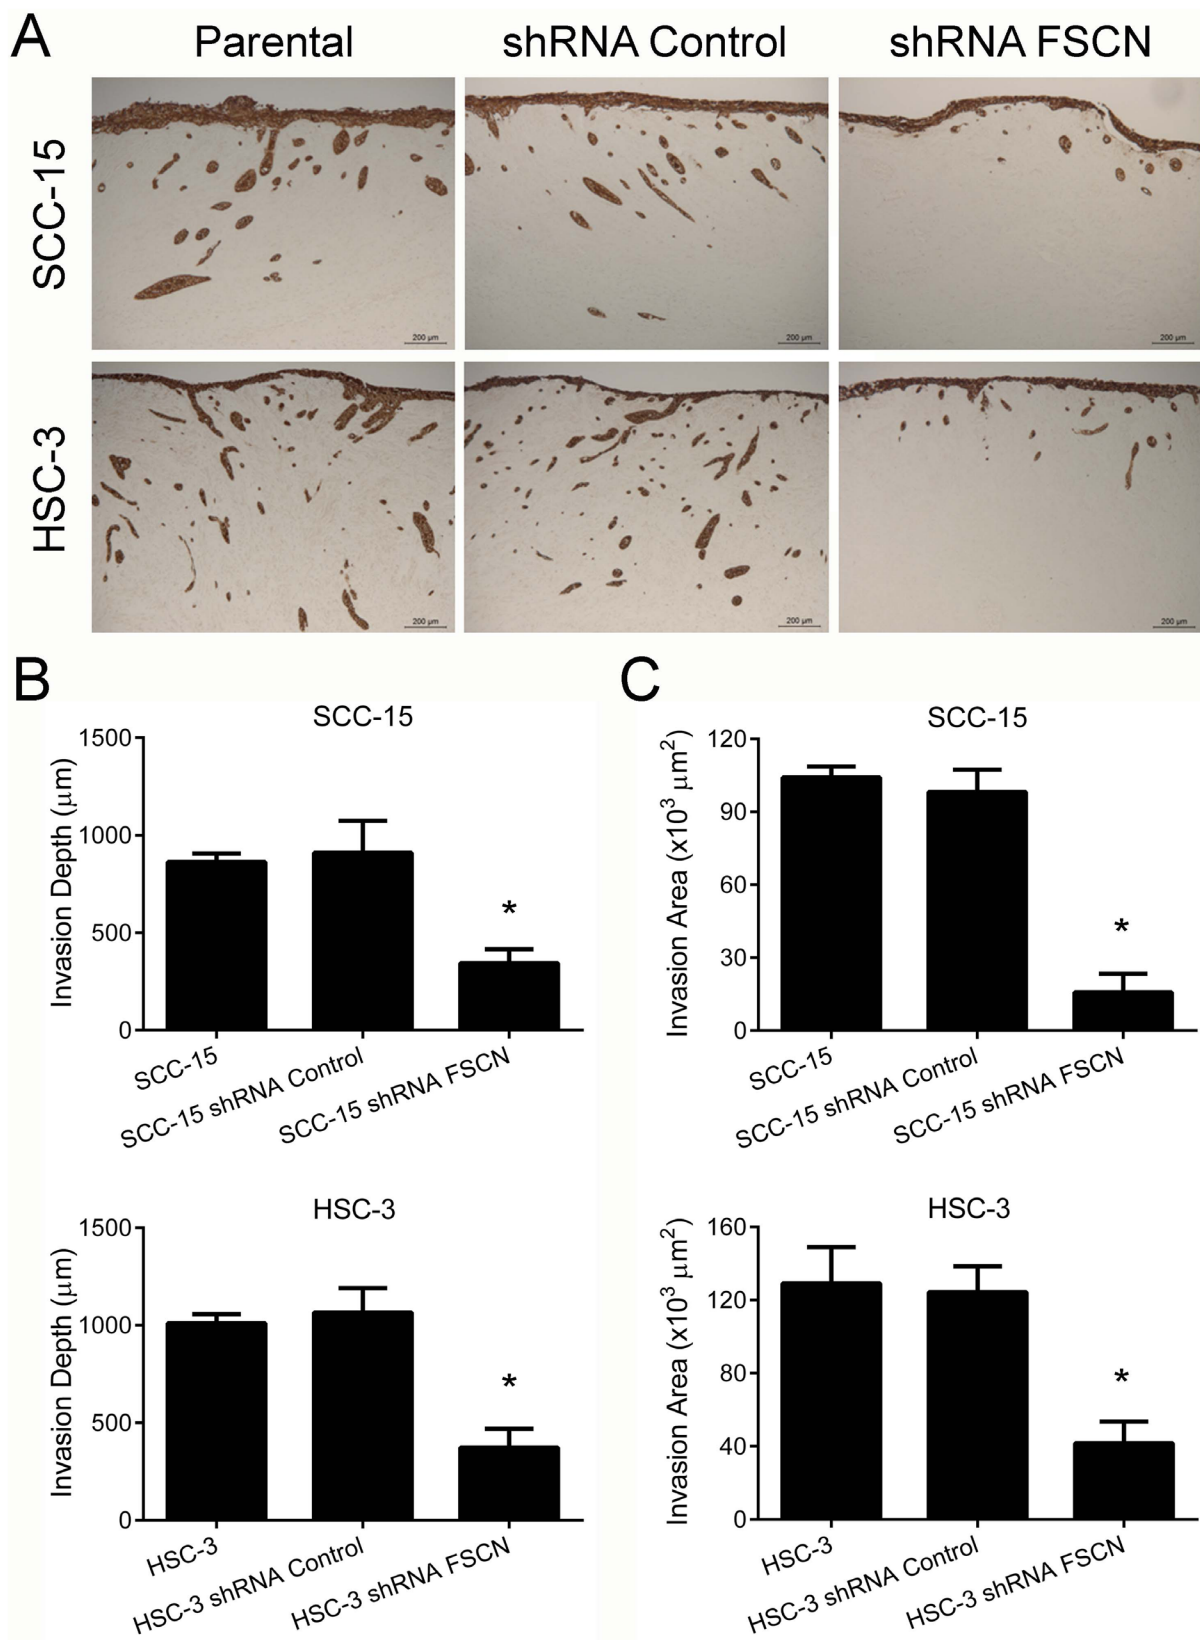 A
Parental
shRNA Control
shRNA FSCN
SCC-15
200 µm
200 µm
200 µm
HSC-3
200 µm
200 µm
200 µm
B
SCC-15
Invasion Depth (µm)
1500
1000
500
0
SCC-15
SCC-15 shRNA Control
SCC-15 shRNA FSCN
*
HSC-3
Invasion Depth (µm)
1500
1000
500
0
HSC-3
HSC-3 shRNA Control
HSC-3 shRNA FSCN
*
C
SCC-15
Invasion Area (x10³ µm²)
120
90
60
30
0
SCC-15
SCC-15 shRNA Control
SCC-15 shRNA FSCN
*
HSC-3
Invasion Area (x10³ µm²)
160
120
80
40
0
HSC-3
HSC-3 shRNA Control
HSC-3 shRNA FSCN
*